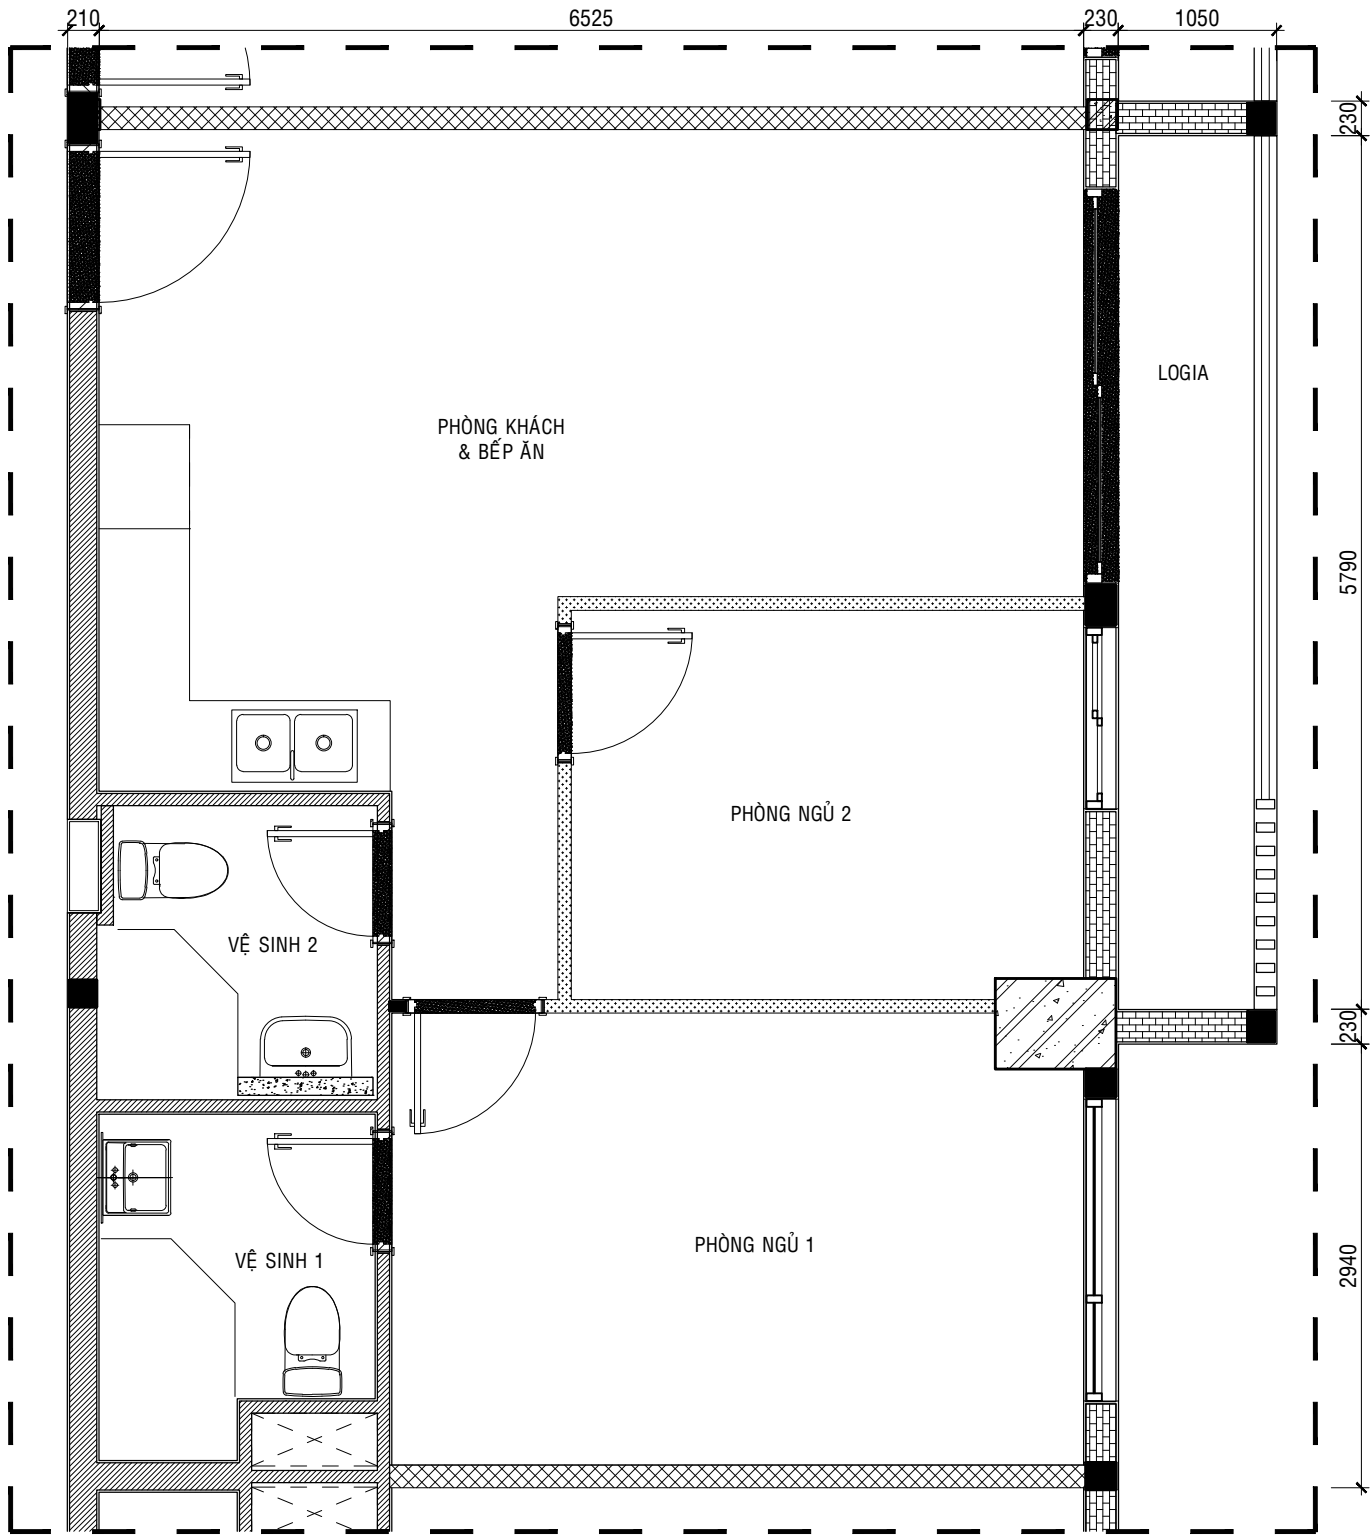 210
6525
230
1050
230
LOGIA
PHÒNG KHÁCH
& BẾP ĂN
5790
PHÒNG NGỦ 2
VỆ SINH 2
230
PHÒNG NGỦ 1
VỆ SINH 1
2940